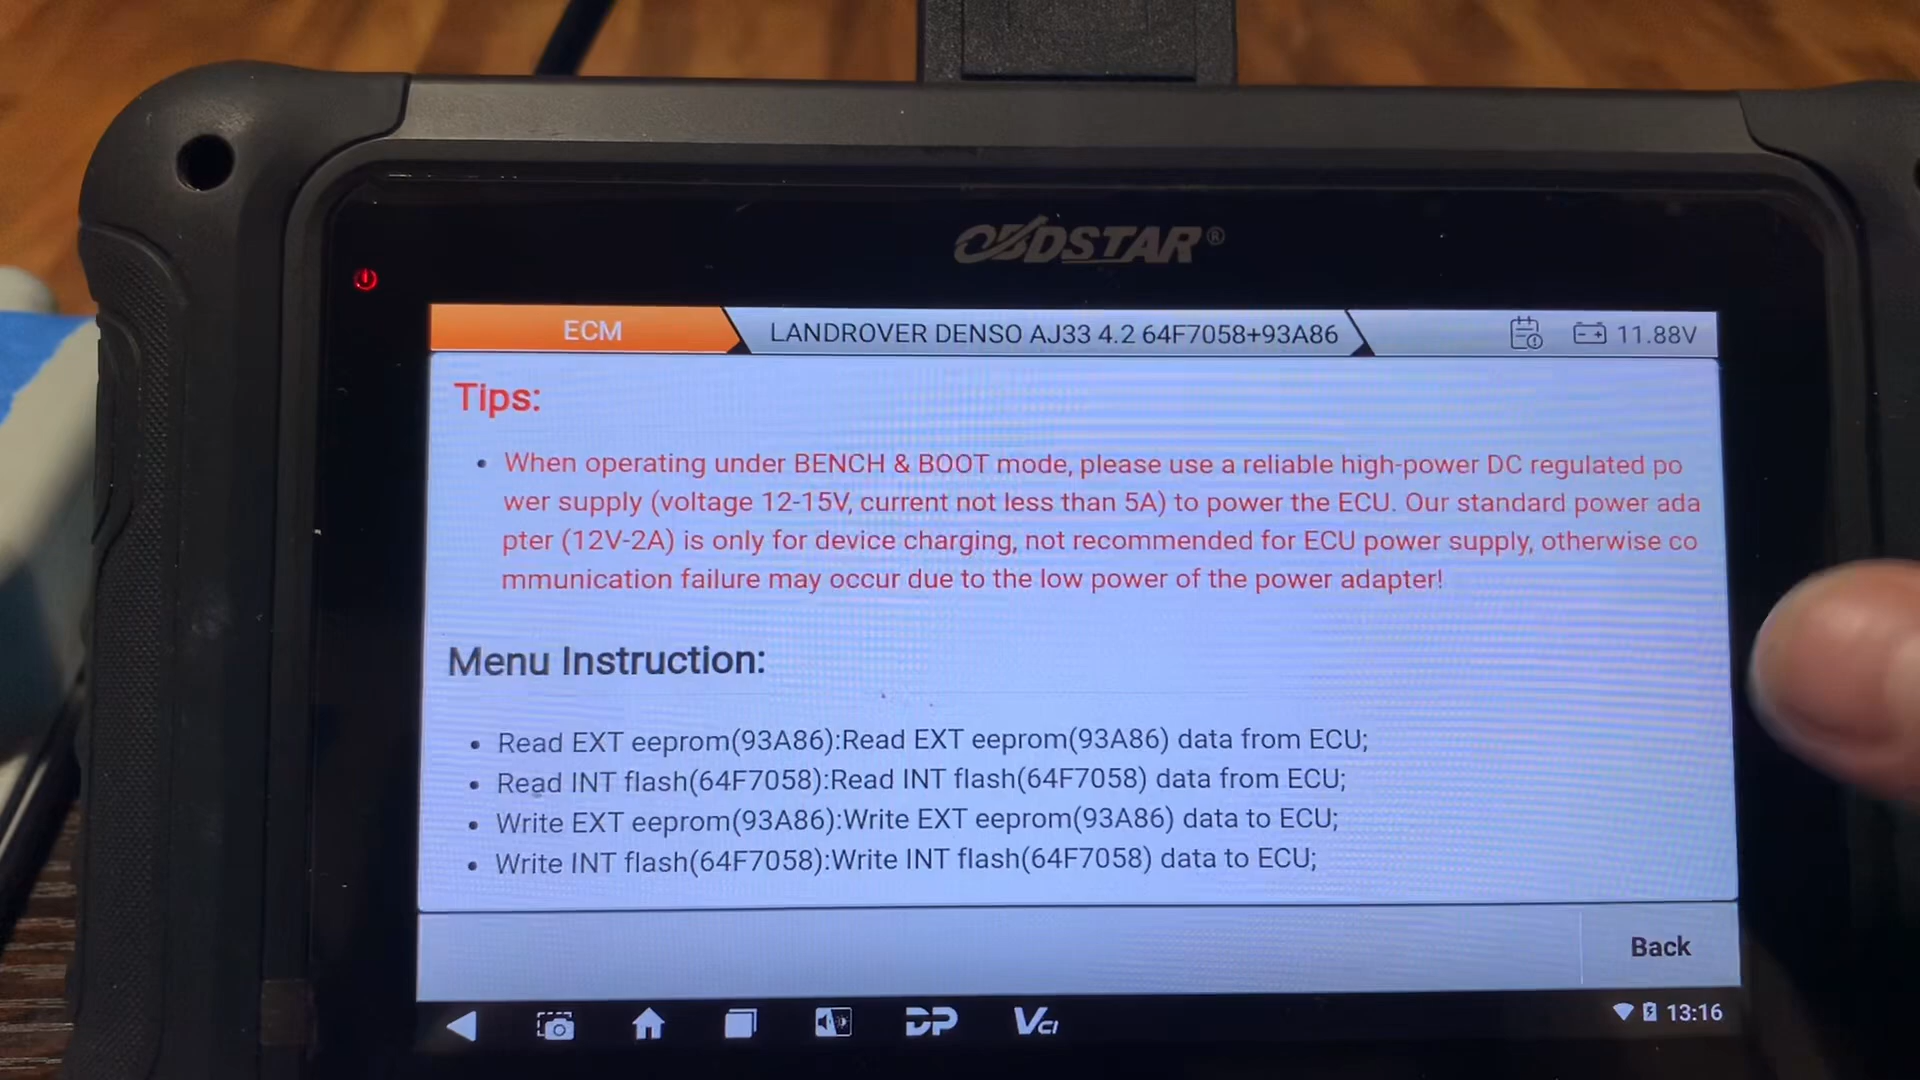 OBDSTAR®
ECM LANDROVER DENSO AJ33 4.2 64F7058+93A86 11.88V
Tips:
• When operating under BENCH & BOOT mode, please use a reliable high-power DC regulated po
wer supply (voltage 12-15V, current not less than 5A) to power the ECU. Our standard power ada
pter (12V-2A) is only for device charging, not recommended for ECU power supply, otherwise co
mmunication failure may occur due to the low power of the power adapter!
Menu Instruction:
• Read EXT eeprom(93A86):Read EXT eeprom(93A86) data from ECU;
• Read INT flash(64F7058):Read INT flash(64F7058) data from ECU;
• Write EXT eeprom(93A86):Write EXT eeprom(93A86) data to ECU;
• Write INT flash(64F7058):Write INT flash(64F7058) data to ECU;
Back
DP VCI 13:16